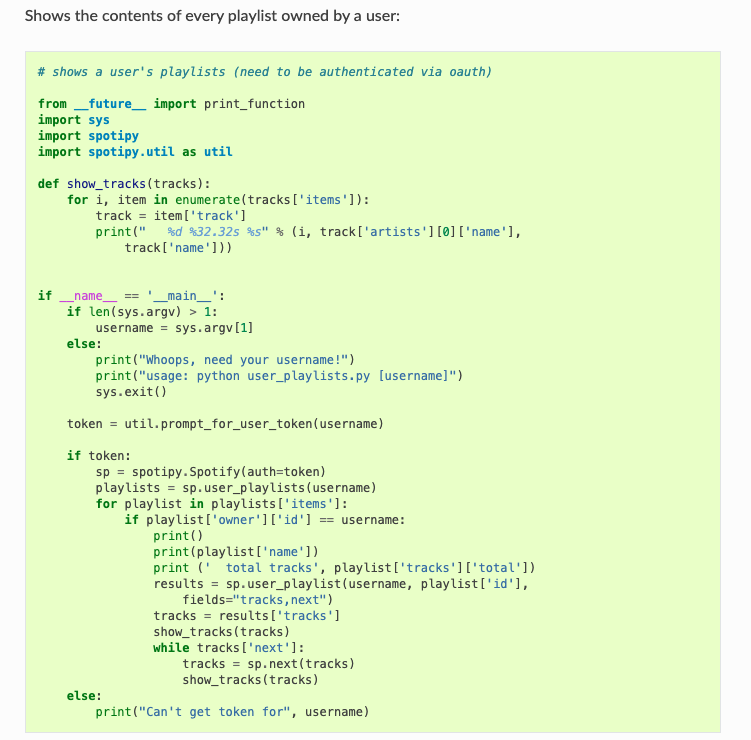 Shows the contents of every playlist owned by a user:
# shows a user's playlists (need to be authenticated via oauth)
from __future__ import print_function
import sys
import spotipy
import spotipy.util as util
def show_tracks(tracks):
    for i, item in enumerate(tracks['items']):
        track = item['track']
        print("   %d %32.32s %s" % (i, track['artists'][0]['name'],
            track['name']))
if __name__ == '__main__':
    if len(sys.argv) > 1:
        username = sys.argv[1]
    else:
        print("Whoops, need your username!")
        print("usage: python user_playlists.py [username]")
        sys.exit()
    token = util.prompt_for_user_token(username)
    if token:
        sp = spotipy.Spotify(auth=token)
        playlists = sp.user_playlists(username)
        for playlist in playlists['items']:
            if playlist['owner']['id'] == username:
                print()
                print(playlist['name'])
                print ('  total tracks', playlist['tracks']['total'])
                results = sp.user_playlist(username, playlist['id'],
                    fields="tracks,next")
                tracks = results['tracks']
                show_tracks(tracks)
                while tracks['next']:
                    tracks = sp.next(tracks)
                    show_tracks(tracks)
    else:
        print("Can't get token for", username)